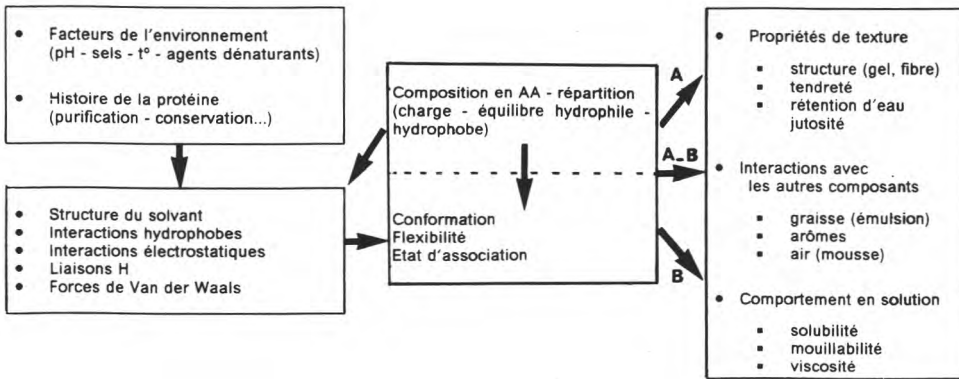 • Facteurs de l'environnement
(pH - sels - t° - agents dénaturants)
• Histoire de la protéine
(purification - conservation...)
• Structure du solvant
• Interactions hydrophobes
• Interactions électrostatiques
• Liaisons H
• Forces de Van der Waals
Composition en AA - répartition
(charge - équilibre hydrophile -
hydrophobe)
Conformation
Flexibilité
Etat d'association
A
A-B
B
• Propriétés de texture
▪ structure (gel, fibre)
▪ tendreté
▪ rétention d'eau
jutosité
• Interactions avec
les autres composants
▪ graisse (émulsion)
▪ arômes
▪ air (mousse)
• Comportement en solution
▪ solubilité
▪ mouillabilité
▪ viscosité